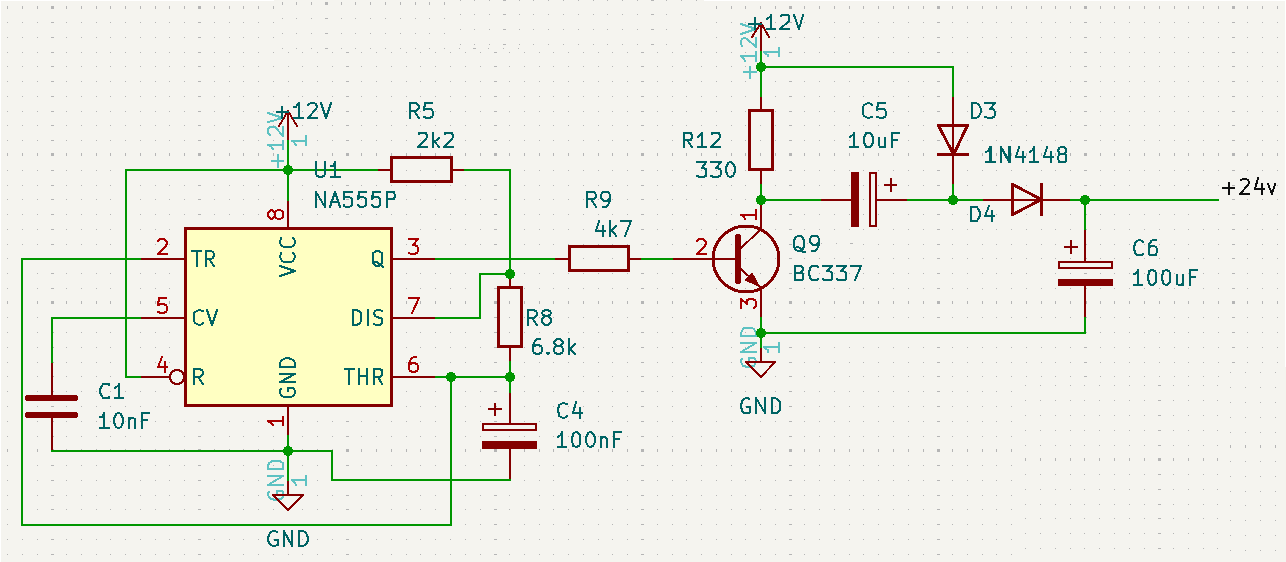 +12V
+12V
1
+12V
+12V
1
R5
2k2
U1
NA555P
8
VCC
2
TR
Q
3
5
CV
DIS
7
4
R
GND
THR
6
1
C1
10nF
GND
1
GND
R9
4k7
R8
6.8k
C4
100nF
+
R12
330
C5
10uF
+
D3
1N4148
D4
+24v
1
2
3
Q9
BC337
+
C6
100uF
GND
1
GND